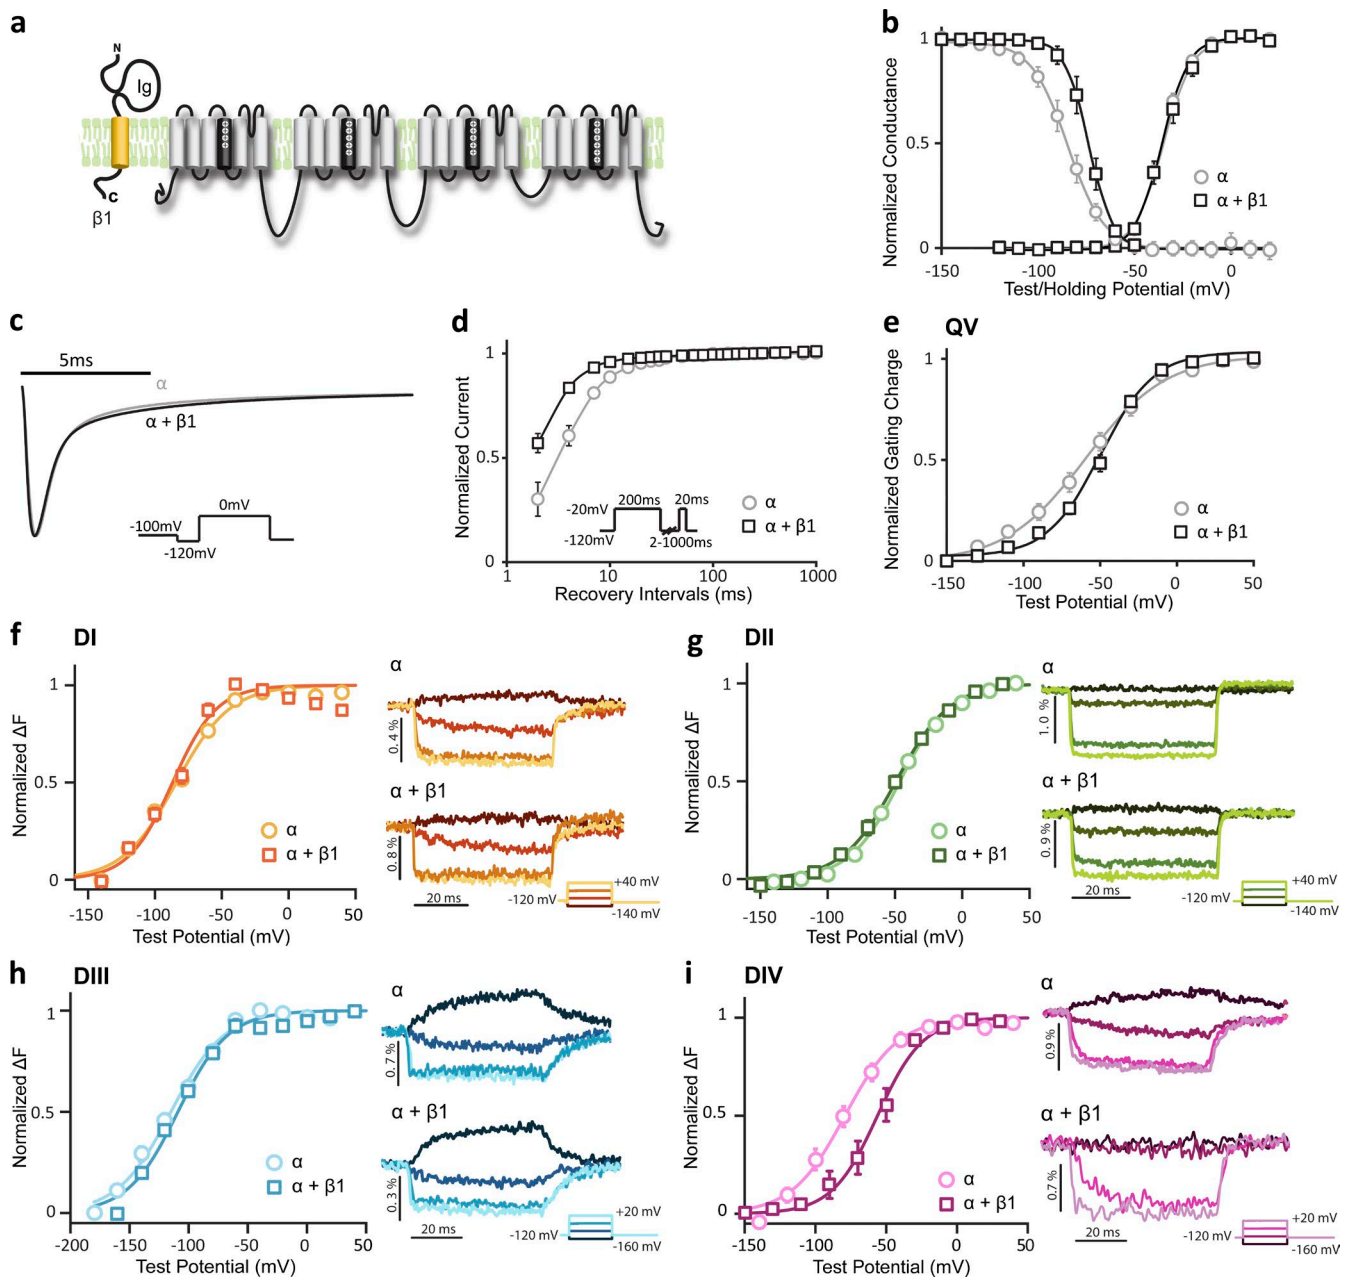 a
N
Ig
C
β1
b
Normalized Conductance
1
0.5
0
α
α + β1
-150
-100
-50
0
Test/Holding Potential (mV)
c
5ms
α
α + β1
0mV
-100mV
-120mV
d
Normalized Current
1
0.5
0
-20mV
200ms
20ms
-120mV
2-1000ms
α
α + β1
1
10
100
1000
Recovery Intervals (ms)
e
QV
Normalized Gating Charge
1
0.5
0
α
α + β1
-150
-100
-50
0
50
Test Potential (mV)
f
DI
Normalized ΔF
1
0.5
0
α
α + β1
-150
-100
-50
0
50
Test Potential (mV)
α
0.4 %
α + β1
0.8 %
20 ms
+40 mV
-120 mV
-140 mV
g
DII
Normalized ΔF
1
0.5
0
α
α + β1
-150
-100
-50
0
50
Test Potential (mV)
α
1.0 %
α + β1
0.9 %
20 ms
+40 mV
-120 mV
-140 mV
h
DIII
Normalized ΔF
1
0.5
0
α
α + β1
-200
-150
-100
-50
0
50
Test Potential (mV)
α
0.7 %
α + β1
0.3 %
20 ms
+20 mV
-120 mV
-160 mV
i
DIV
Normalized ΔF
1
0.5
0
α
α + β1
-150
-100
-50
0
50
Test Potential (mV)
α
0.9 %
α + β1
0.7 %
20 ms
+20 mV
-120 mV
-160 mV